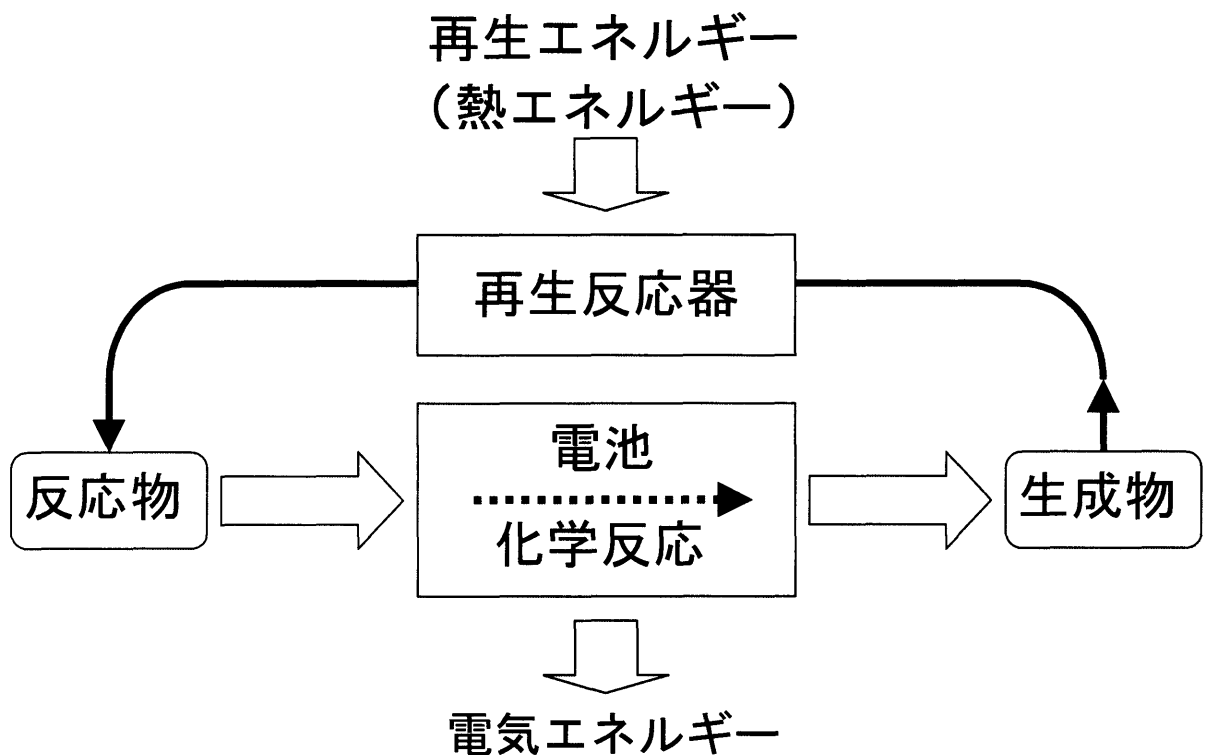 再生エネルギー
（熱エネルギー）
再生反応器
反応物
電池
化学反応
生成物
電気エネルギー